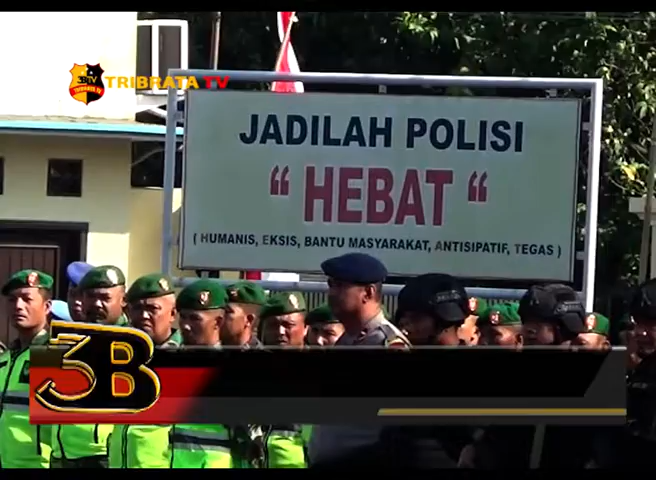 TRIBRATA TV
JADILAH POLISI
" HEBAT "
( HUMANIS, EKSIS, BANTU MASYARAKAT, ANTISIPATIF, TEGAS )
3B